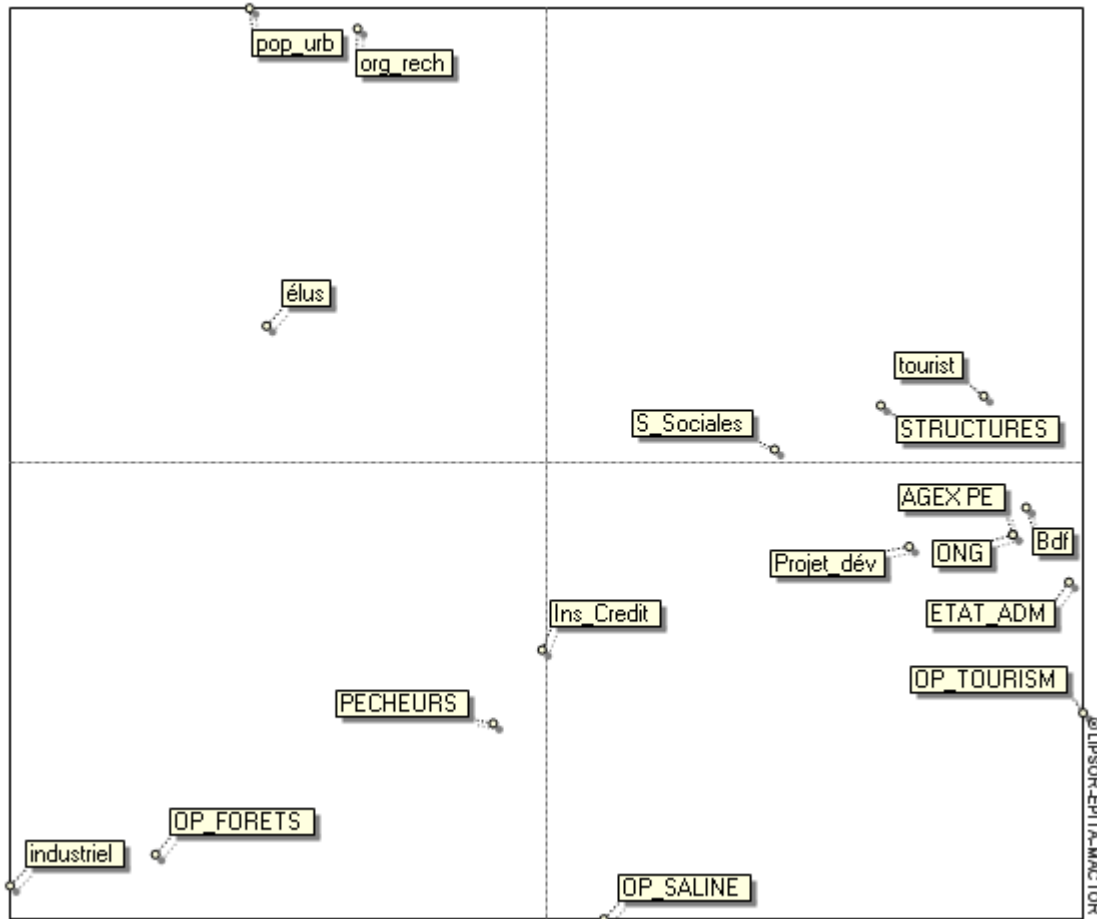 pop_urb
org_rech
élus
tourist
S_Sociales
STRUCTURES
AGEX PE
Bdf
ONG
Projet_dév
Ins_Credit
ETAT_ADM
OP_TOURISM
PECHEURS
OP_FORETS
industriel
OP_SALINE
© LIPSOR-EPITA-MACTOR